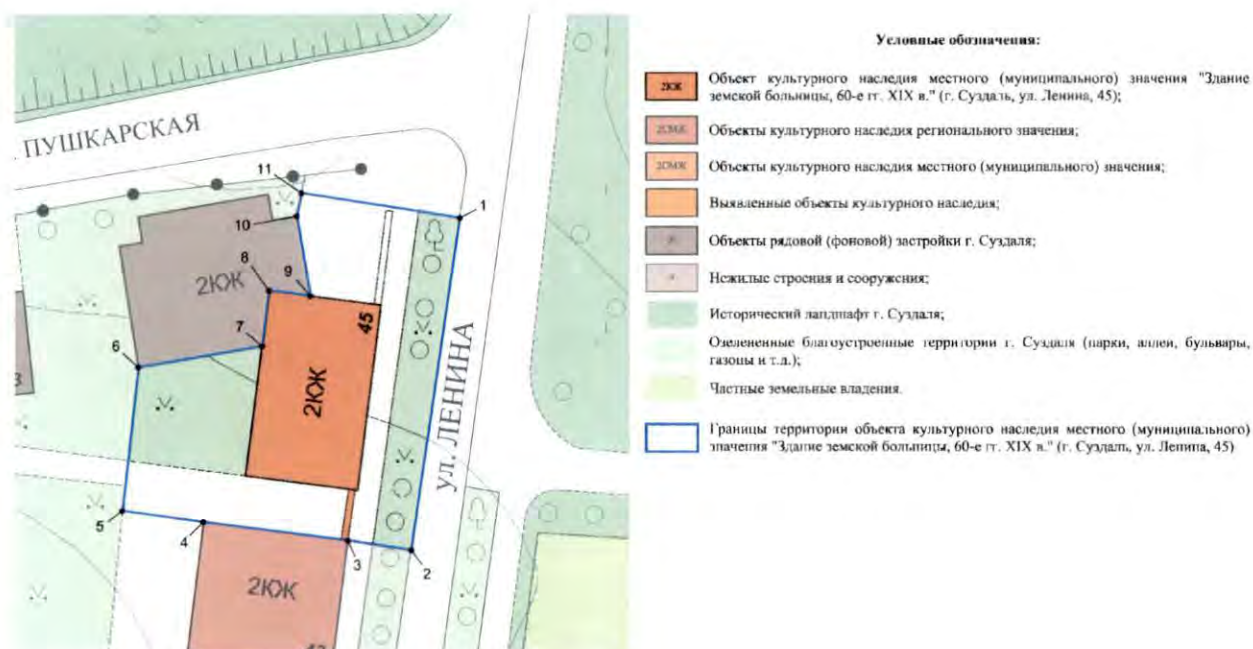 . ПУШКАРСКАЯ
11
1
10
8
9
2КЖ
45
7
6
2КЖ
УЛ. ЛЕНИНА
5
4
3
2
2КЖ
Условные обозначения:
2КЖ
Объект культурного наследия местного (муниципального) значения "Здание
земской больницы, 60-е гг. XIX в." (г. Суздаль, ул. Ленина, 45);
Объекты культурного наследия регионального значения;
Объекты культурного наследия местного (муниципального) значения;
Выявленные объекты культурного наследия;
Объекты рядовой (фоновой) застройки г. Суздаля;
Нежилые строения и сооружения;
Исторический ландшафт г. Суздаля;
Озелененные благоустроенные территории г. Суздаля (парки, аллеи, бульвары,
газоны и т.д.);
Частные земельные владения.
Границы территории объекта культурного наследия местного (муниципального)
значения "Здание земской больницы, 60-е гг. XIX в." (г. Суздаль, ул. Ленина, 45)